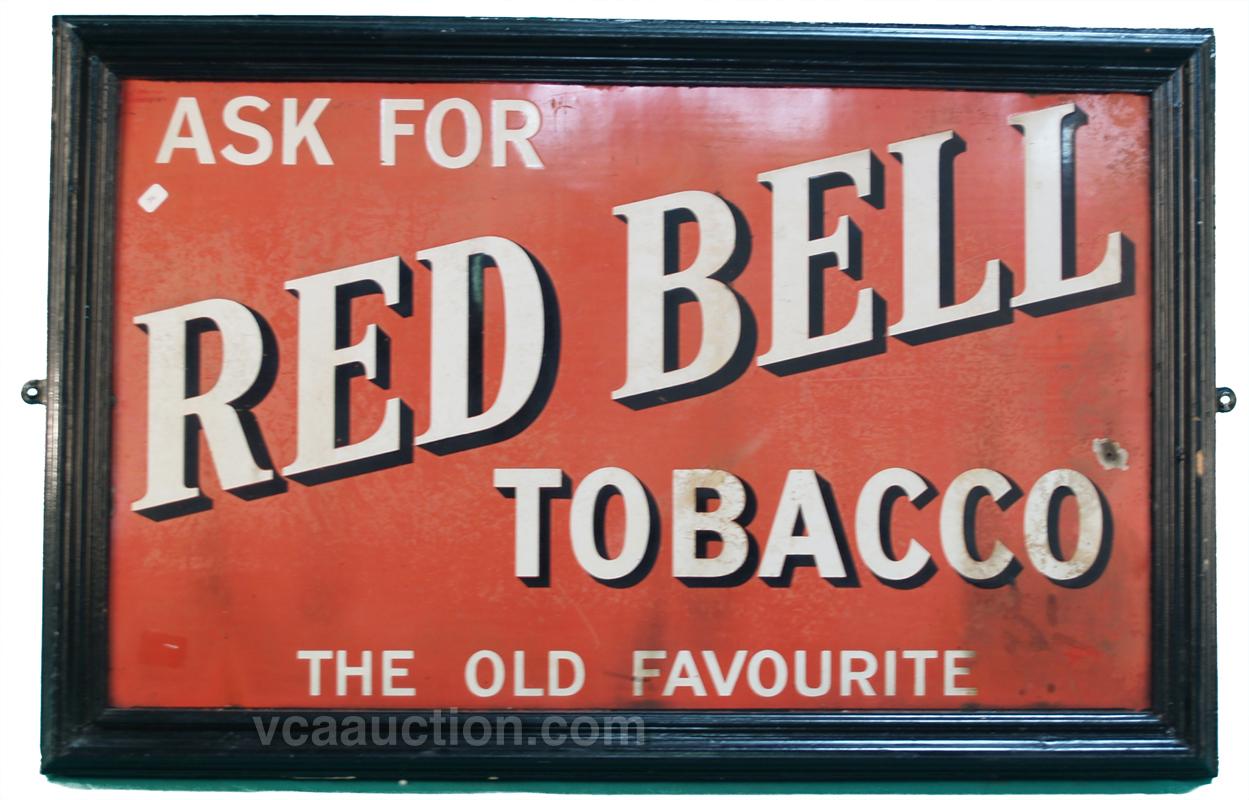 ASK FOR
RED BELL
TOBACCO
THE OLD FAVOURITE
vcaauction.com